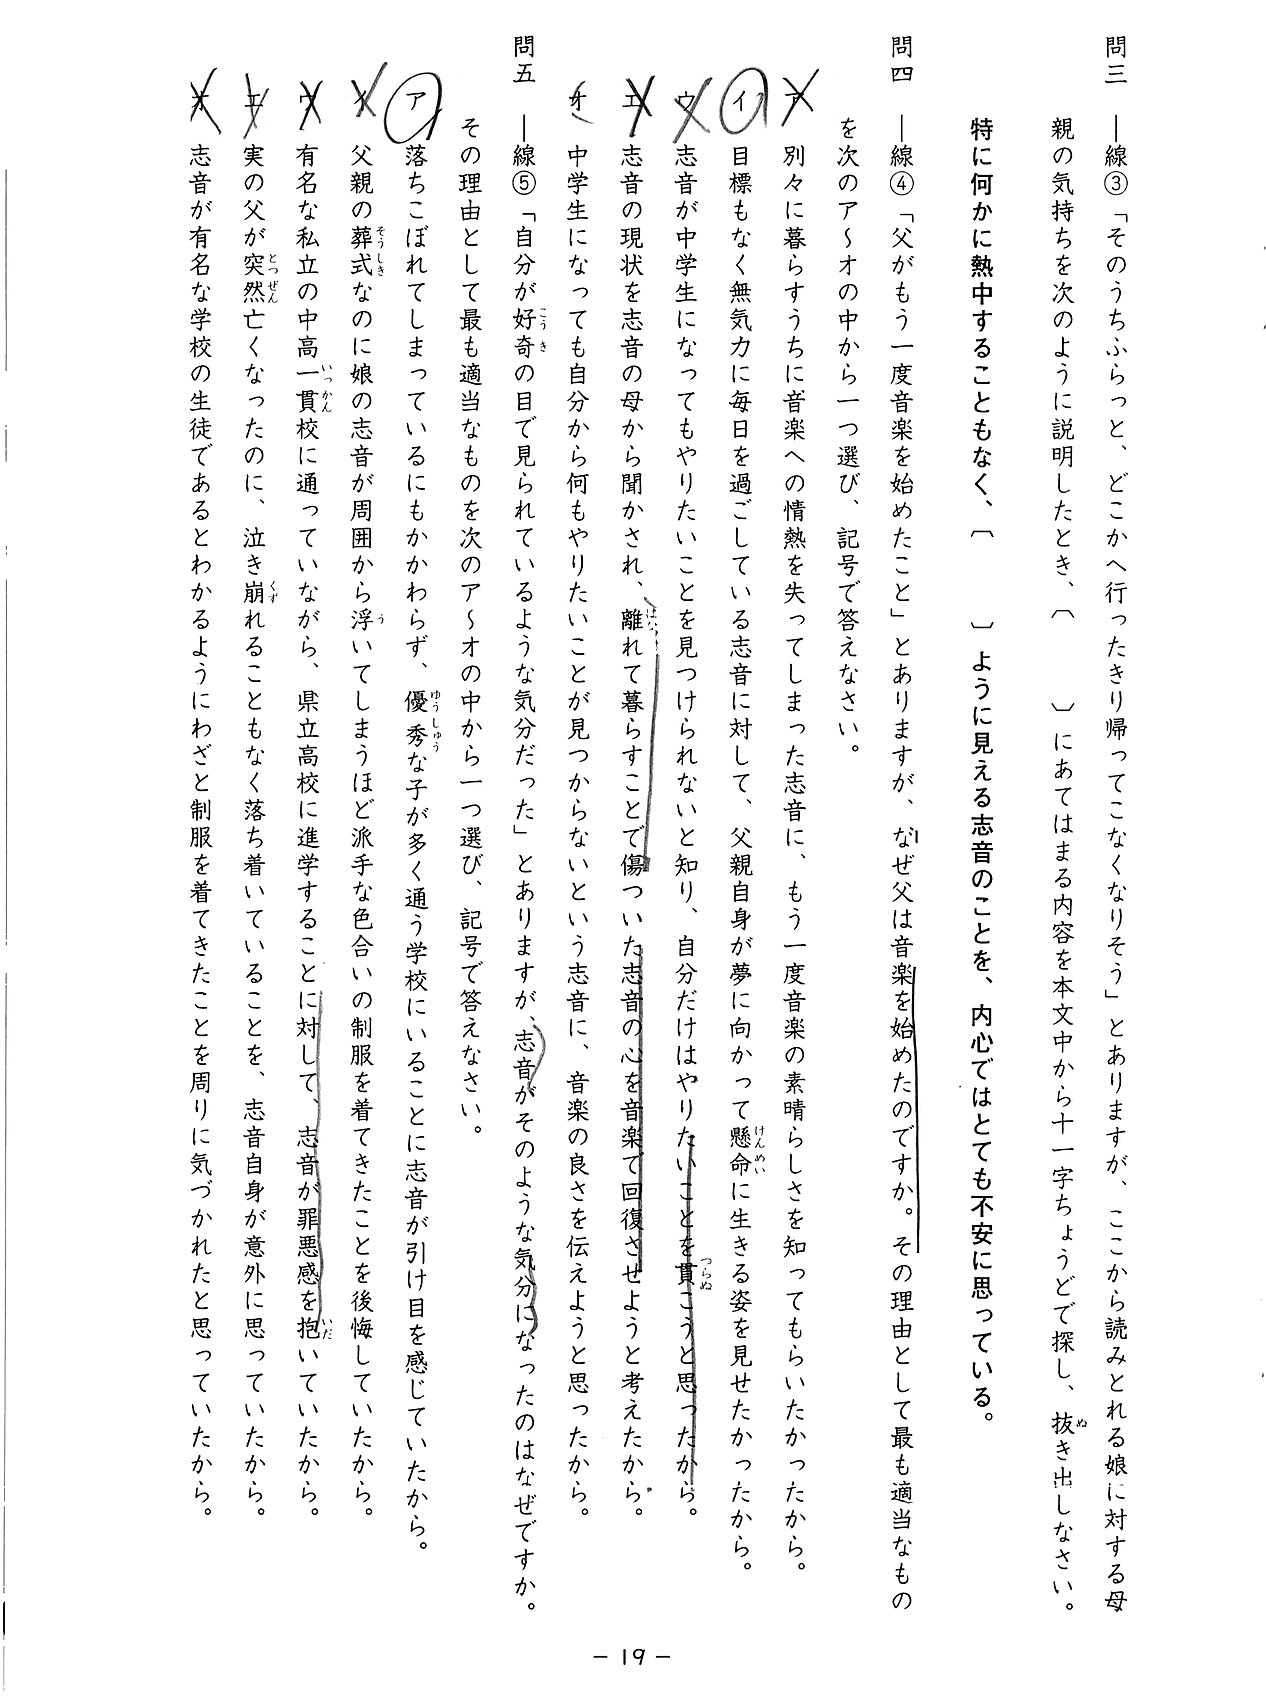 問三　―線③「そのうちふらっと、どこかへ行ったきり帰ってこなくなりそう」とありますが、ここから読みとれる娘に対する母
親の気持ちを次のように説明したとき、〔　　〕にあてはまる内容を本文中から十一字ちょうどで探し、抜き出しなさい。
特に何かに熱中することもなく、〔　　〕ように見える志音のことを、内心ではとても不安に思っている。
問四　―線④「父がもう一度音楽を始めたこと」とありますが、なぜ父は音楽を始めたのですか。その理由として最も適当なもの
を次のア～オの中から一つ選び、記号で答えなさい。
ア　別々に暮らすうちに音楽への情熱を失ってしまった志音に、もう一度音楽の素晴らしさを知ってもらいたかったから。
イ　目標もなく無気力に毎日を過ごしている志音に対して、父親自身が夢に向かって懸命に生きる姿を見せたかったから。
ウ　志音が中学生になってもやりたいことを見つけられないと知り、自分だけはやりたいことを貫こうと思ったから。
エ　志音の現状を志音の母から聞かされ、離れて暮らすことで傷ついた志音の心を音楽で回復させようと考えたから。
オ　中学生になっても自分から何もやりたいことが見つからないという志音に、音楽の良さを伝えようと思ったから。
問五　―線⑤「自分が好奇の目で見られているような気分だった」とありますが、志音がそのような気分になったのはなぜですか。
その理由として最も適当なものを次のア～オの中から一つ選び、記号で答えなさい。
ア　落ちこぼれてしまっているにもかかわらず、優秀な子が多く通う学校にいることに志音が引け目を感じていたから。
イ　父親の葬式なのに娘の志音が周囲から浮いてしまうほど派手な色合いの制服を着てきたことを後悔していたから。
ウ　有名な私立の中高一貫校に通っていながら、県立高校に進学することに対して、志音が罪悪感を抱いていたから。
エ　実の父が突然亡くなったのに、泣き崩れることもなく落ち着いていることを、志音自身が意外に思っていたから。
オ　志音が有名な学校の生徒であるとわかるようにわざと制服を着てきたことを周りに気づかれたと思っていたから。
－19－